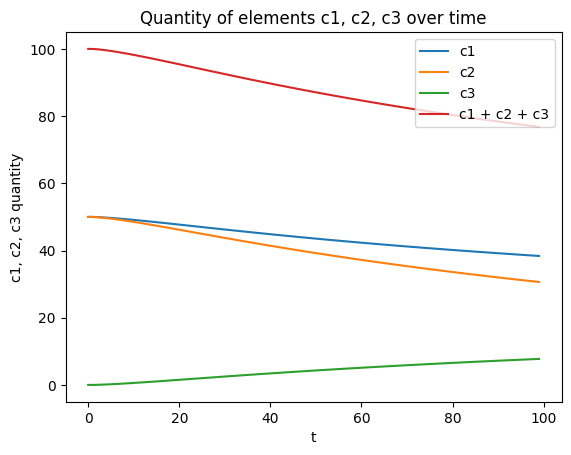 Quantity of elements c1, c2, c3 over time
c1
c2
c3
c1 + c2 + c3
c1, c2, c3 quantity
100
80
60
40
20
0
0 20 40 60 80 100
t